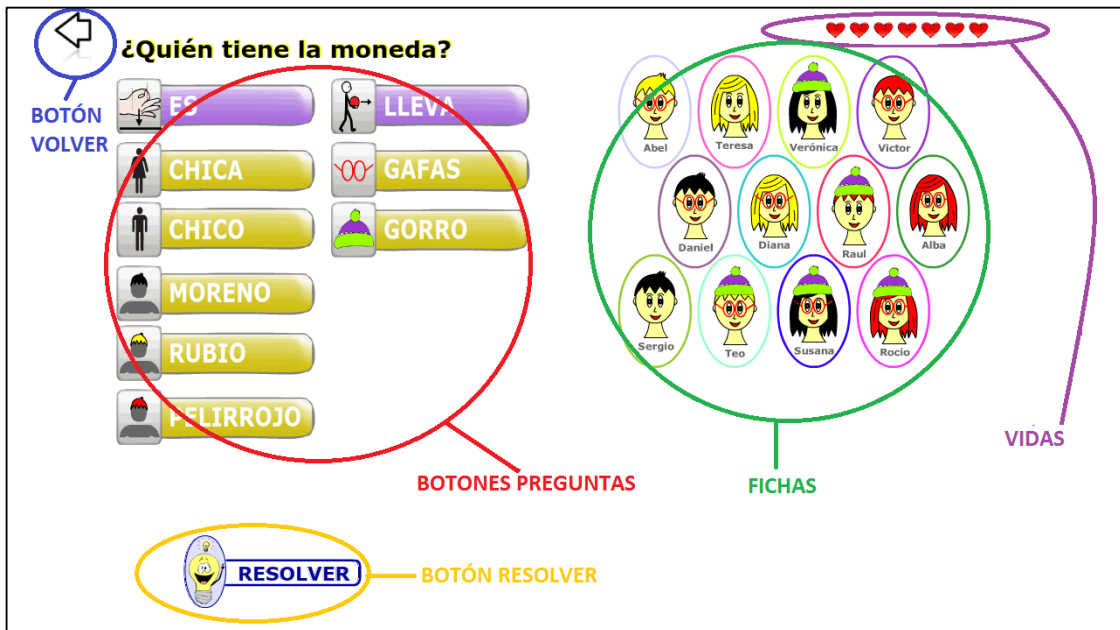 ¿Quién tiene la moneda?
BOTÓN
VOLVER
ES
LLEVA
CHICA
GAFAS
CHICO
GORRO
MORENO
RUBIO
PELIRROJO
Abel
Teresa
Verónica
Victor
Daniel
Diana
Raul
Alba
Sergio
Teo
Susana
Rocio
VIDAS
BOTONES PREGUNTAS
FICHAS
RESOLVER
BOTÓN RESOLVER